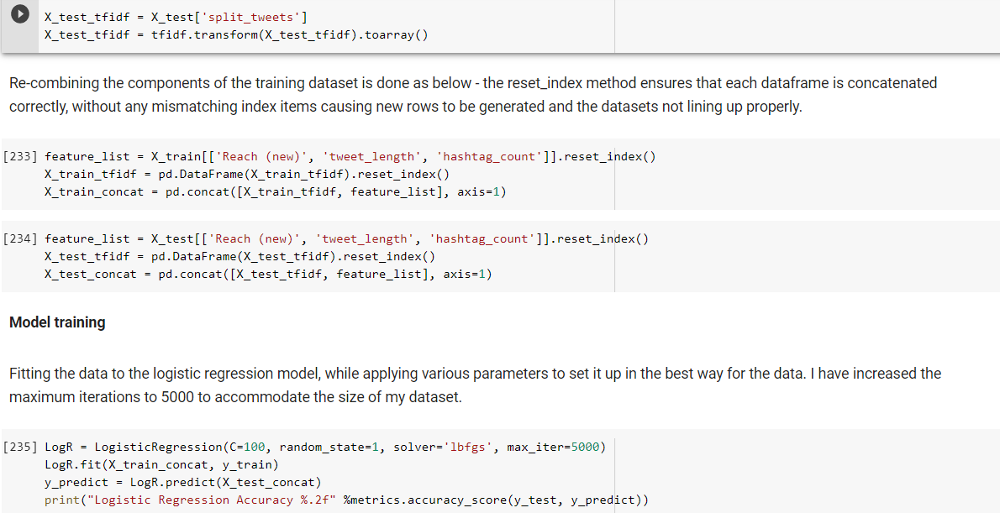 X_test_tfidf = X_test['split_tweets']
X_test_tfidf = tfidf.transform(X_test_tfidf).toarray()
Re-combining the components of the training dataset is done as below - the reset_index method ensures that each dataframe is concatenated
correctly, without any mismatching index items causing new rows to be generated and the datasets not lining up properly.
[233] feature_list = X_train[['Reach (new)', 'tweet_length', 'hashtag_count']].reset_index()
X_train_tfidf = pd.DataFrame(X_train_tfidf).reset_index()
X_train_concat = pd.concat([X_train_tfidf, feature_list], axis=1)
[234] feature_list = X_test[['Reach (new)', 'tweet_length', 'hashtag_count']].reset_index()
X_test_tfidf = pd.DataFrame(X_test_tfidf).reset_index()
X_test_concat = pd.concat([X_test_tfidf, feature_list], axis=1)
Model training
Fitting the data to the logistic regression model, while applying various parameters to set it up in the best way for the data. I have increased the
maximum iterations to 5000 to accommodate the size of my dataset.
[235] LogR = LogisticRegression(C=100, random_state=1, solver='lbfgs', max_iter=5000)
LogR.fit(X_train_concat, y_train)
y_predict = LogR.predict(X_test_concat)
print("Logistic Regression Accuracy %.2f" %metrics.accuracy_score(y_test, y_predict))